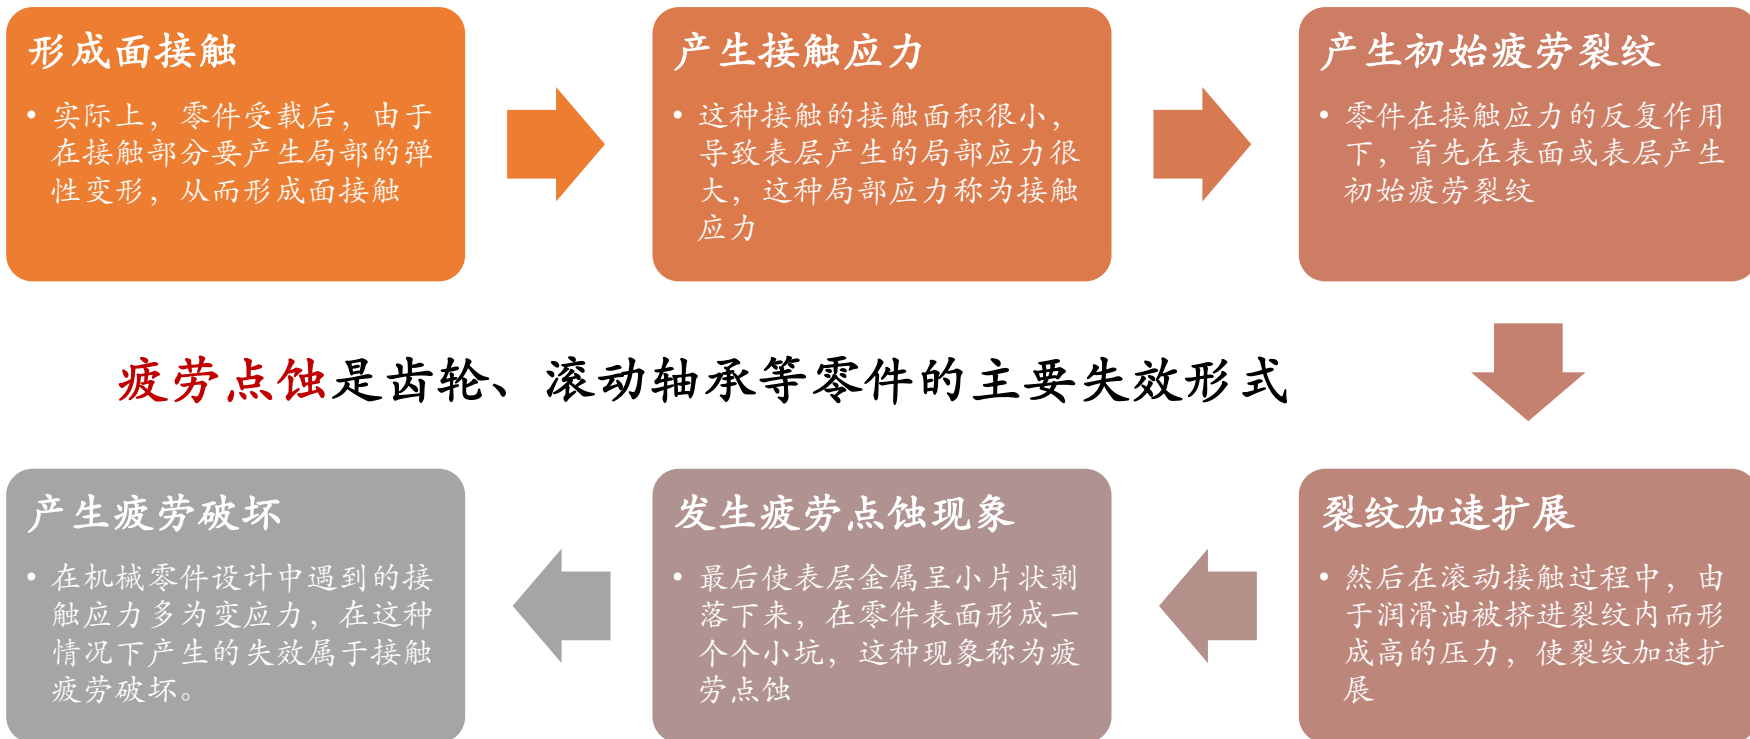 形成面接触
• 实际上，零件受载后，由于
在接触部分要产生局部的弹
性变形，从而形成面接触
产生接触应力
• 这种接触的接触面积很小，
导致表层产生的局部应力很
大，这种局部应力称为接触
应力
产生初始疲劳裂纹
• 零件在接触应力的反复作用
下，首先在表面或表层产生
初始疲劳裂纹
疲劳点蚀是齿轮、滚动轴承等零件的主要失效形式
裂纹加速扩展
• 然后在滚动接触过程中，由
于润滑油被挤进裂纹内而形
成高的压力，使裂纹加速扩
展
发生疲劳点蚀现象
• 最后使表层金属呈小片状剥
落下来，在零件表面形成一
个个小坑，这种现象称为疲
劳点蚀
产生疲劳破坏
• 在机械零件设计中遇到的接
触应力多为变应力，在这种
情况下产生的失效属于接触
疲劳破坏。